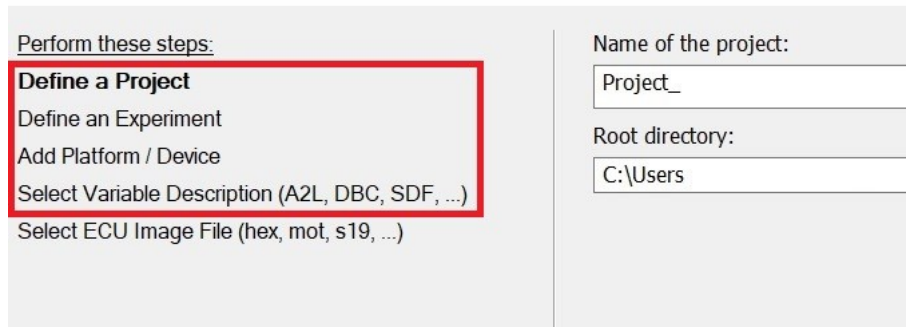 Perform these steps:
Define a Project
Define an Experiment
Add Platform / Device
Select Variable Description (A2L, DBC, SDF, ...)
Select ECU Image File (hex, mot, s19, ...)
Name of the project:
Project_
Root directory:
C:\Users